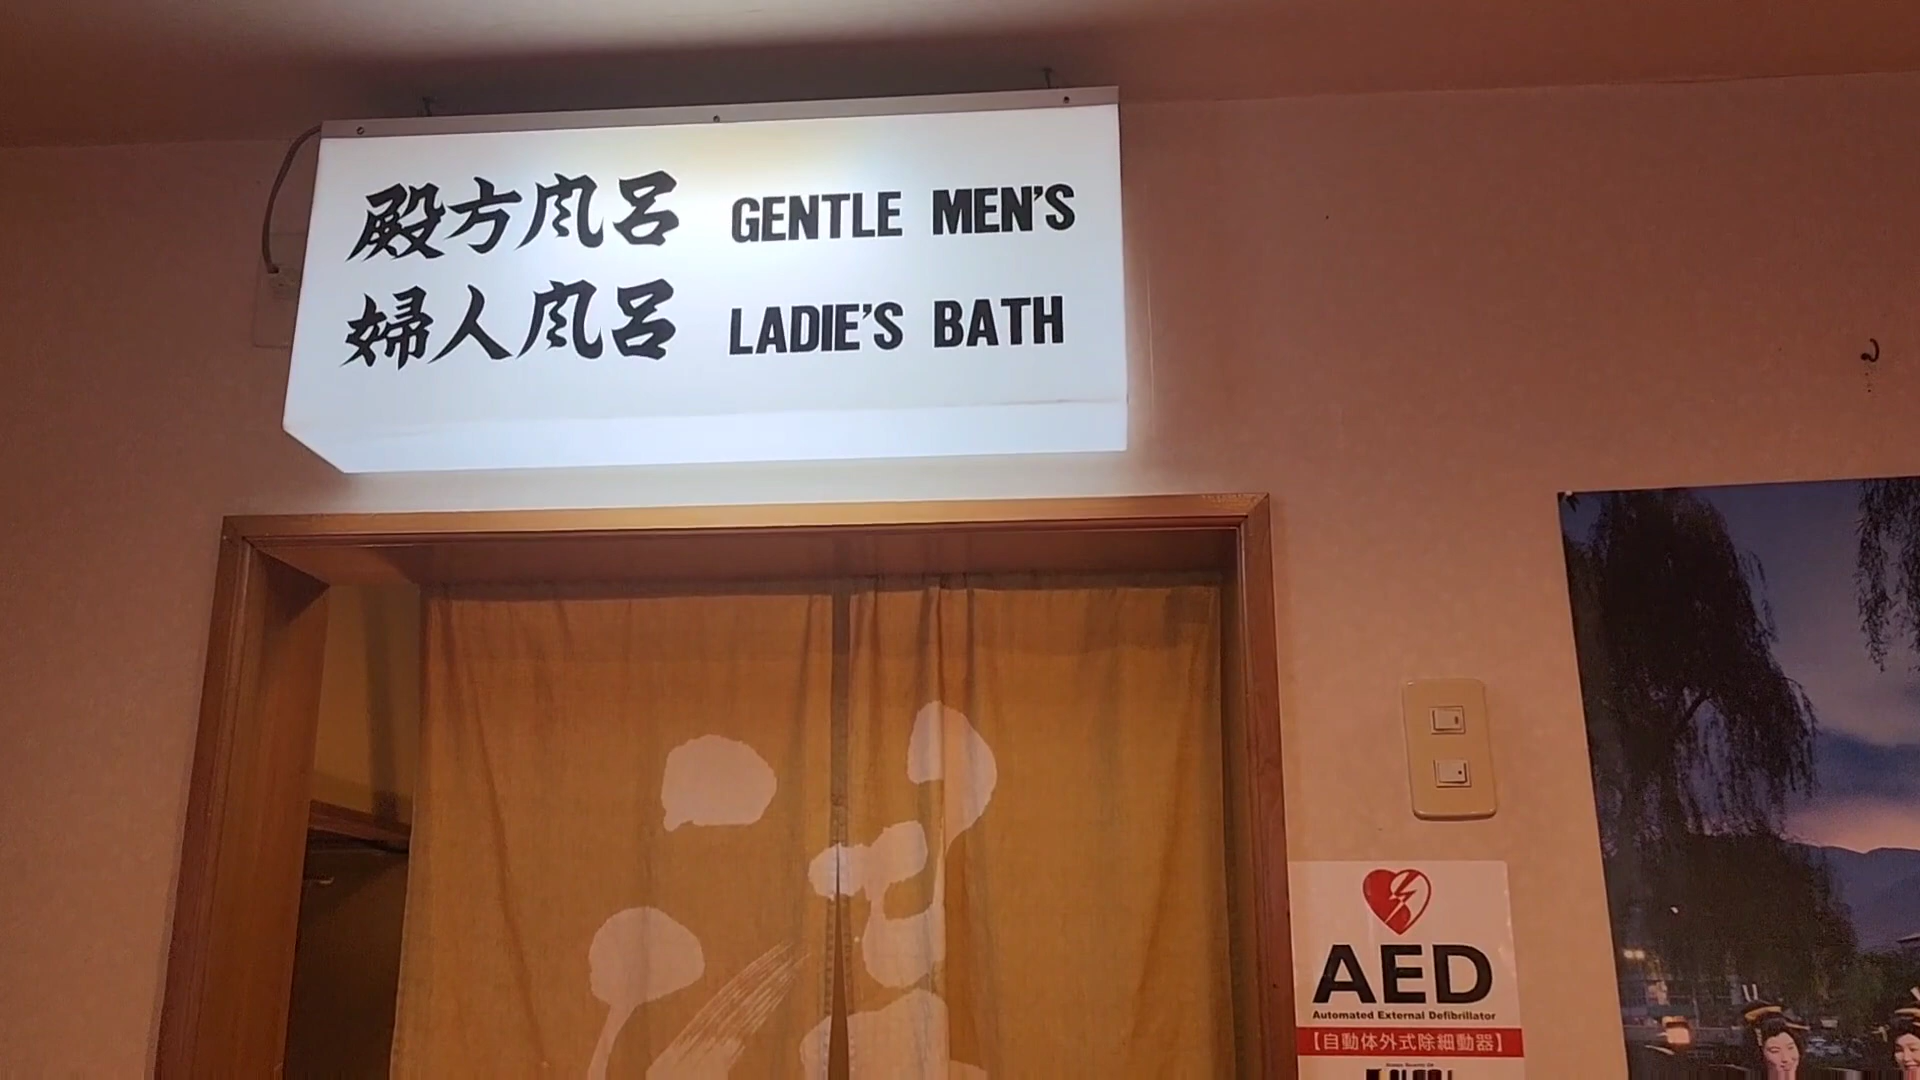 殿方風呂 GENTLE MEN'S
婦人風呂 LADIE'S BATH
AED
Automated External Defibrillator
【自動体外式除細動器】